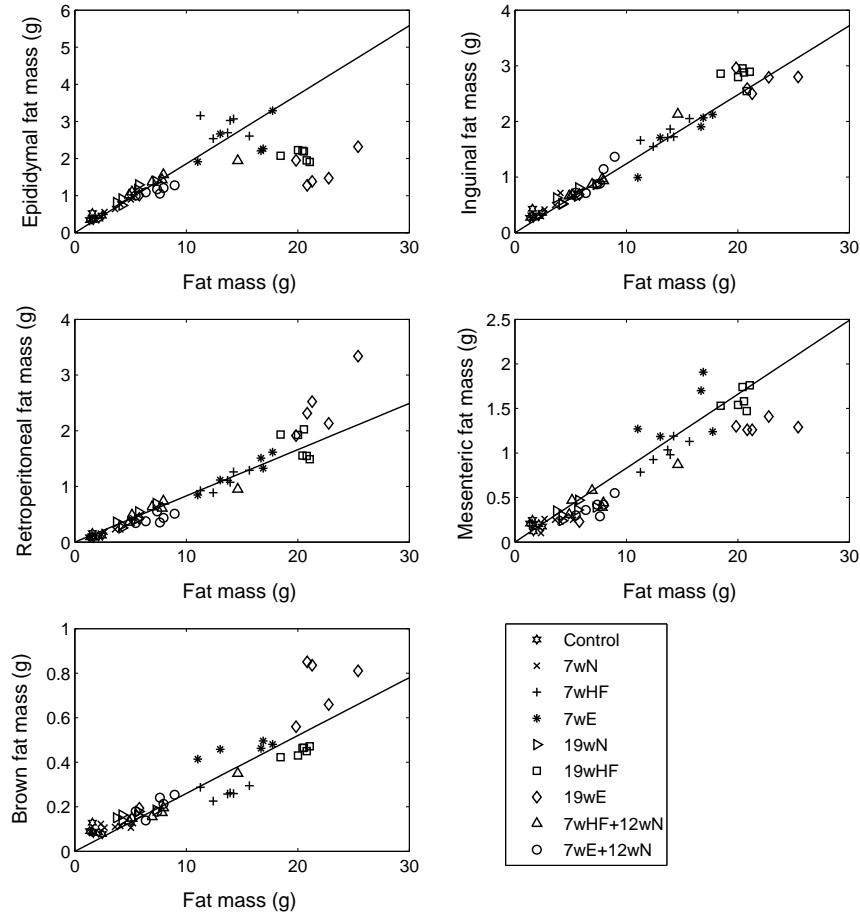 6
5
4
3
2
1
0
0 10 20 30
Epididymal fat mass (g)
Fat mass (g)
4
3
2
1
0
0 10 20 30
Inguinal fat mass (g)
Fat mass (g)
4
3
2
1
0
0 10 20 30
Retroperitoneal fat mass (g)
Fat mass (g)
2.5
2
1.5
1
0.5
0
0 10 20 30
Mesenteric fat mass (g)
Fat mass (g)
1
0.8
0.6
0.4
0.2
0
0 10 20 30
Brown fat mass (g)
Fat mass (g)
Control
7wN
7wHF
7wE
19wN
19wHF
19wE
7wHF+12wN
7wE+12wN